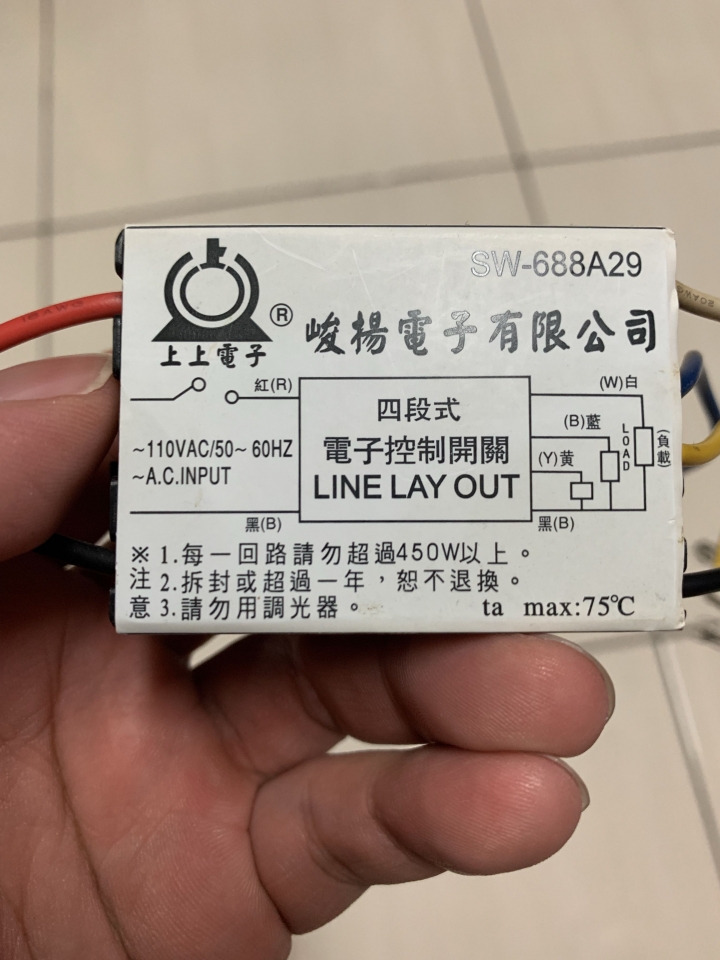 SW-688A29
®
上上電子
峻揚電子有限公司
紅(R)
~110VAC/50~60HZ
~A.C.INPUT
黑(B)
四段式
電子控制開關
LINE LAY OUT
(W)白
(B)藍
(Y)黄
LOAD
(負載)
黑(B)
※注意
1.每一回路請勿超過450W以上。
2.拆封或超過一年，恕不退換。
3.請勿用調光器。
ta max:75℃